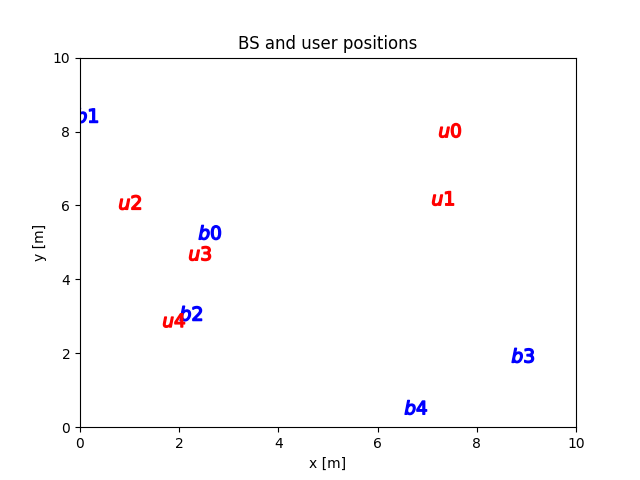 BS and user positions
10
b1
8
u0
u2
u1
6
b0
u3
y [m]
4
b2
u4
2
b3
b4
0
0 2 4 6 8 10
x [m]